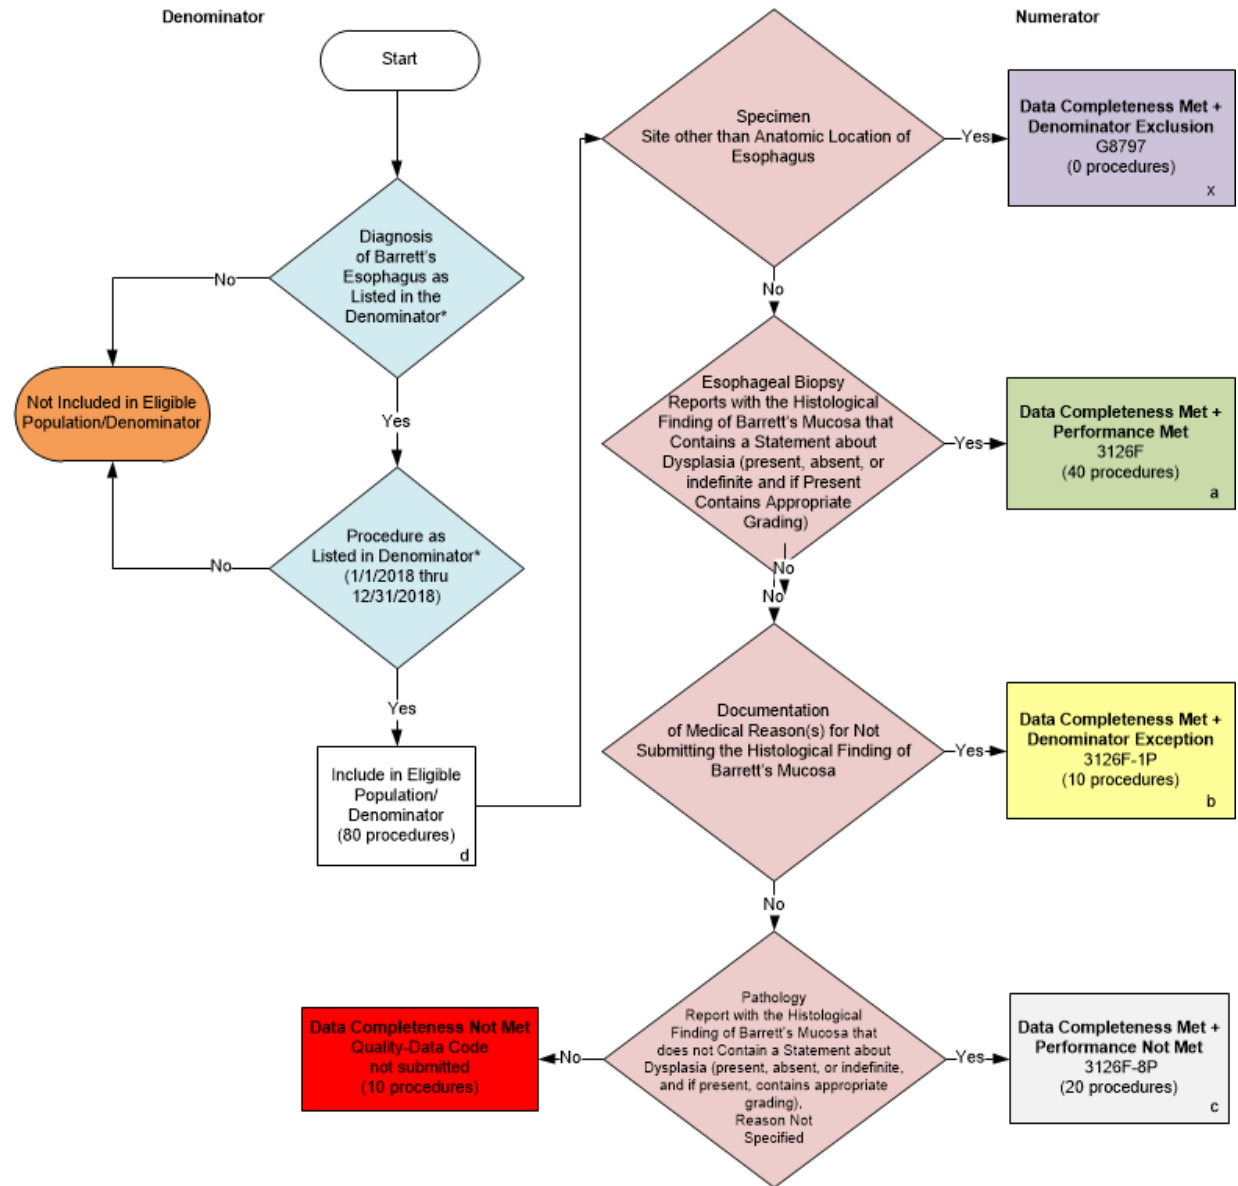 Denominator
Numerator
Start
Diagnosis
of Barrett's
Esophagus as
Listed in the
Denominator*
No
Yes
Not Included in Eligible
Population/Denominator
Procedure as
Listed in Denominator*
(1/1/2018 thru
12/31/2018)
No
Yes
Include in Eligible
Population/
Denominator
(80 procedures)
d
Specimen
Site other than Anatomic Location of
Esophagus
Yes
Data Completeness Met +
Denominator Exclusion
G8797
(0 procedures)
x
No
Esophageal Biopsy
Reports with the Histological
Finding of Barrett's Mucosa that
Contains a Statement about
Dysplasia (present, absent, or
indefinite and if Present
Contains Appropriate
Grading)
Yes
Data Completeness Met +
Performance Met
3126F
(40 procedures)
a
No
No
Documentation
of Medical Reason(s) for Not
Submitting the Histological Finding of
Barrett's Mucosa
Yes
Data Completeness Met +
Denominator Exception
3126F-1P
(10 procedures)
b
No
Pathology
Report with the Histological
Finding of Barrett's Mucosa that
does not Contain a Statement about
Dysplasia (present, absent, or indefinite,
and if present, contains appropriate
grading),
Reason Not
Specified
Yes
Data Completeness Met +
Performance Not Met
3126F-8P
(20 procedures)
c
No
Data Completeness Not Met
Quality-Data Code
not submitted
(10 procedures)